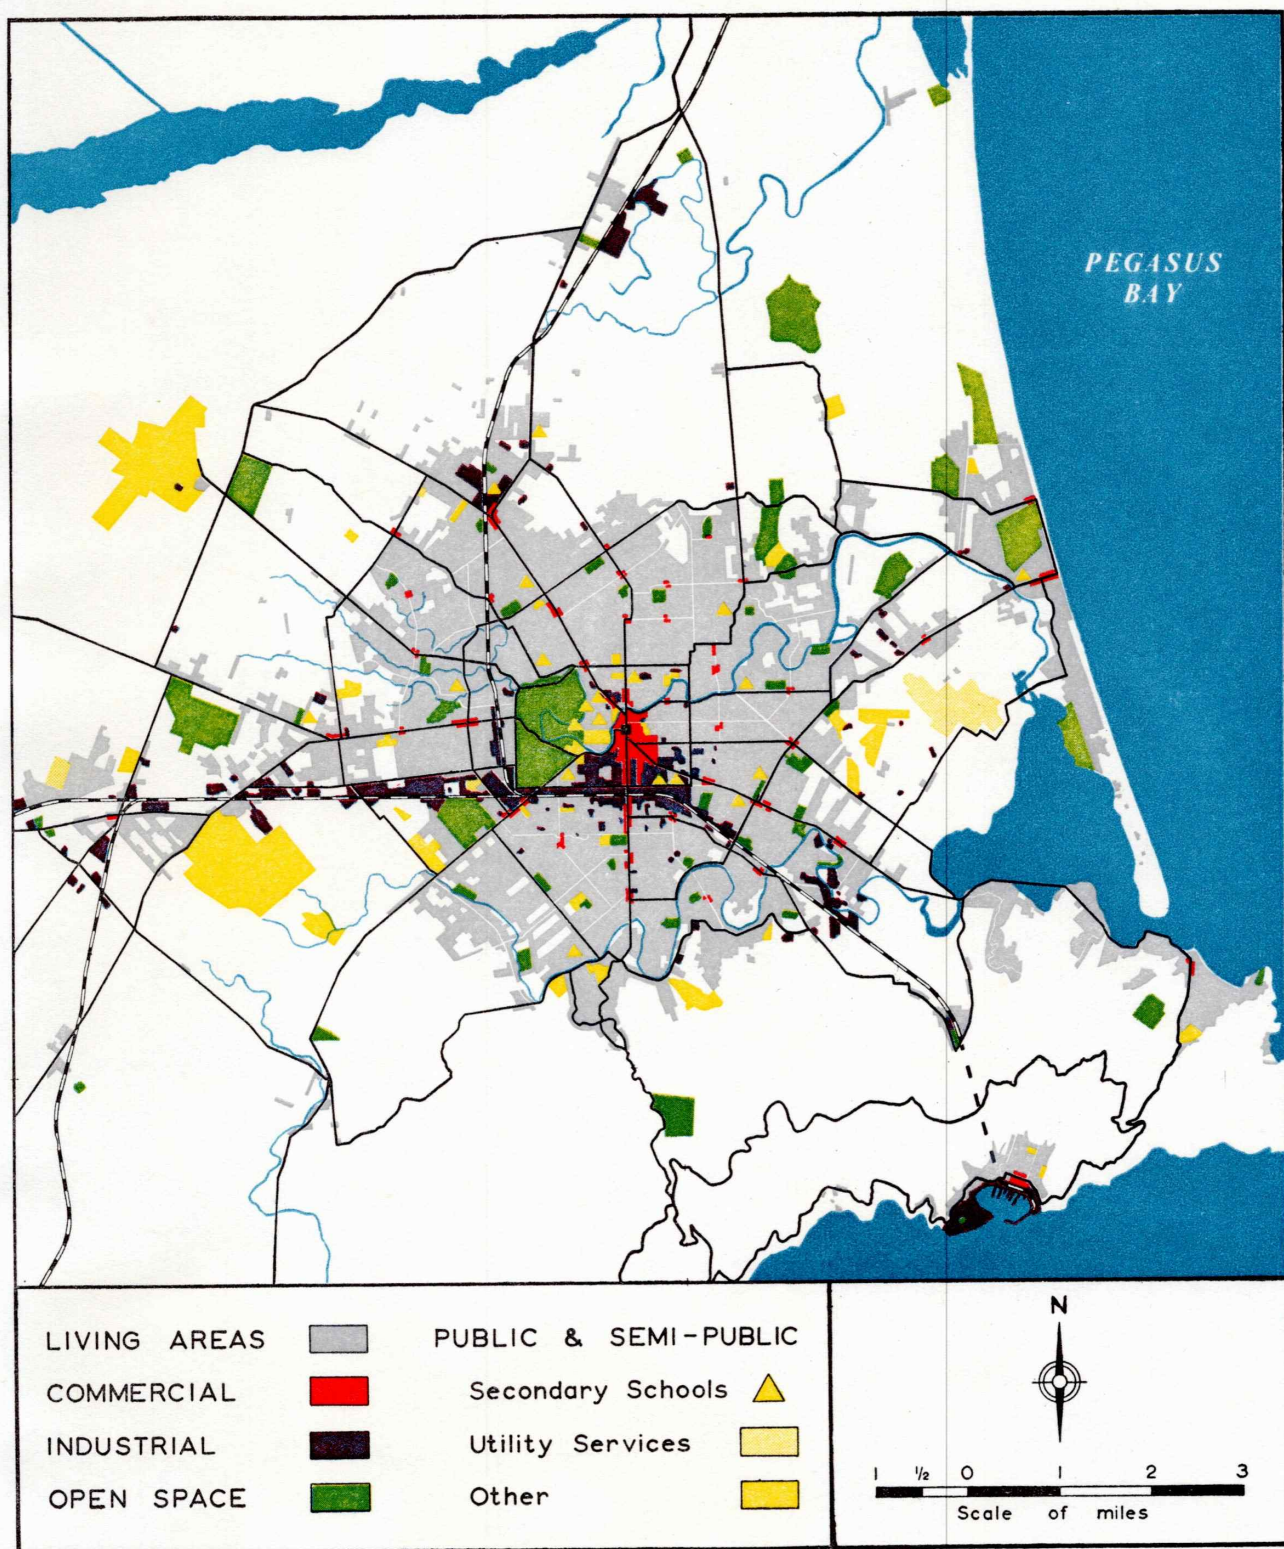 PEGASUS
BAY
LIVING AREAS
COMMERCIAL
INDUSTRIAL
OPEN SPACE
PUBLIC & SEMI-PUBLIC
Secondary Schools
Utility Services
Other
N
1 ½ 0 1 2 3
Scale of miles